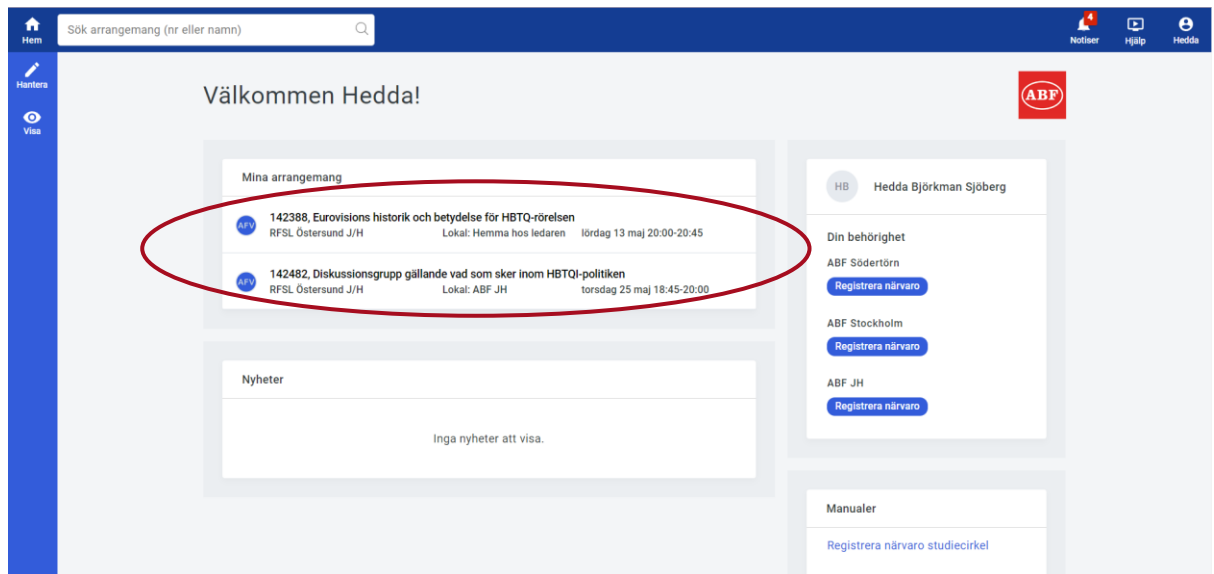 Hem
Sök arrangemang (nr eller namn)
4
Notiser
Hjälp
Hedda
Hantera
Visa
Välkommen Hedda!
ABF
Mina arrangemang
AFV
142388, Eurovisions historik och betydelse för HBTQ-rörelsen
RFSL Östersund J/H Lokal: Hemma hos ledaren lördag 13 maj 20:00-20:45
AFV
142482, Diskussionsgrupp gällande vad som sker inom HBTQI-politiken
RFSL Östersund J/H Lokal: ABF JH torsdag 25 maj 18:45-20:00
Nyheter
Inga nyheter att visa.
HB Hedda Björkman Sjöberg
Din behörighet
ABF Södertörn
Registrera närvaro
ABF Stockholm
Registrera närvaro
ABF JH
Registrera närvaro
Manualer
Registrera närvaro studiecirkel